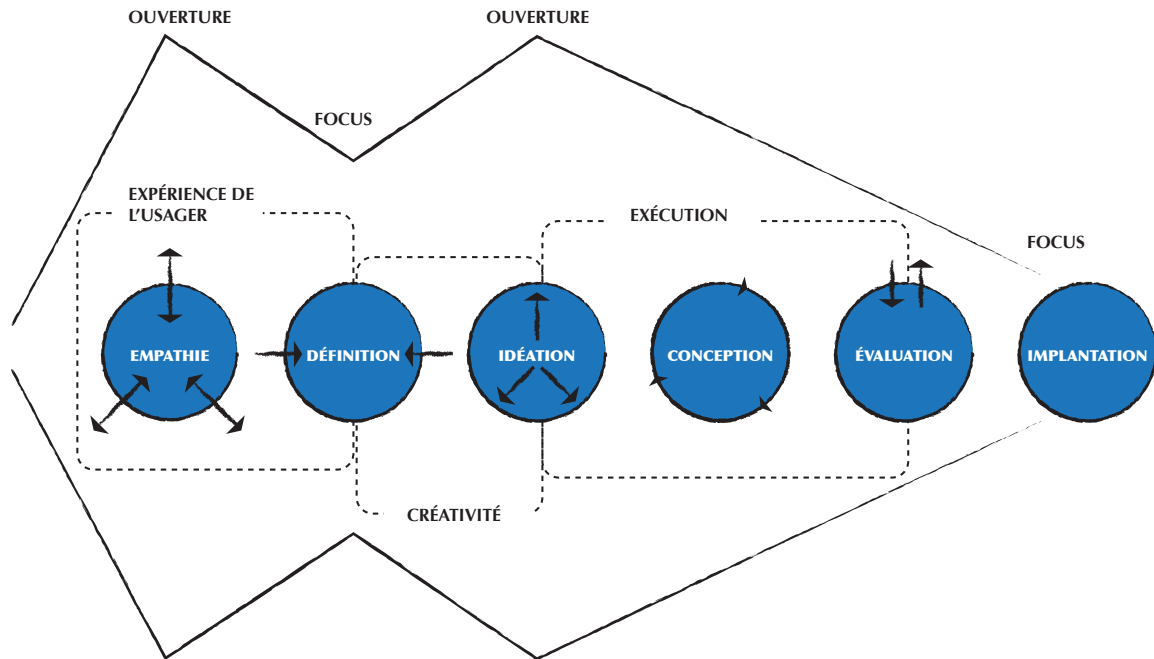 OUVERTURE
OUVERTURE
FOCUS
EXPÉRIENCE DE
L'USAGER
EXÉCUTION
FOCUS
EMPATHIE
DÉFINITION
IDÉATION
CONCEPTION
ÉVALUATION
IMPLANTATION
CRÉATIVITÉ